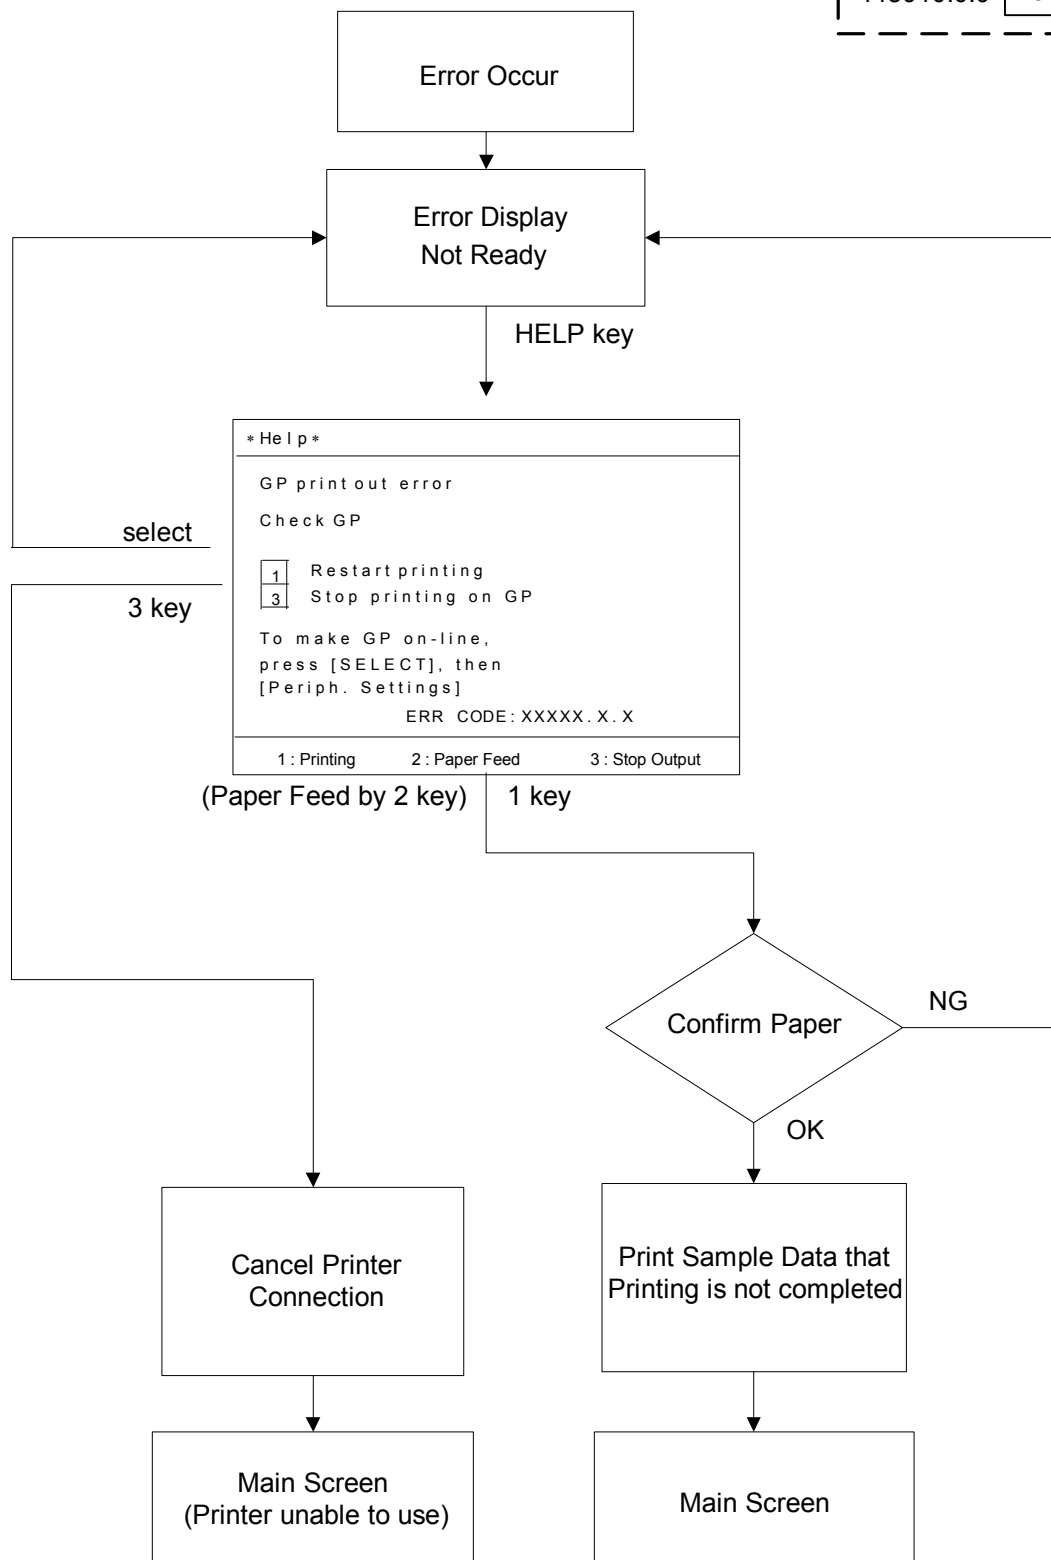 Error Occur
Error Display
Not Ready
HELP key
*Help*
GP printout error
Check GP
select
1 Restart printing
3 Stop printing on GP
3 key
To make GP on-line,
press [SELECT], then
[Periph. Settings]
ERR CODE: XXXXX.X.X
1 : Printing 2 : Paper Feed 3 : Stop Output
(Paper Feed by 2 key) 1 key
Confirm Paper
NG
OK
Cancel Printer
Connection
Print Sample Data that
Printing is not completed
Main Screen
(Printer unable to use)
Main Screen